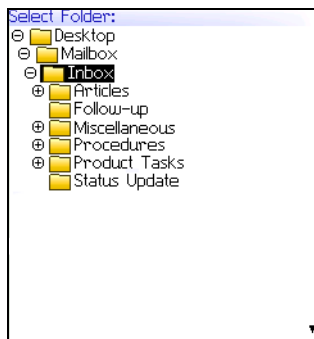 Select Folder:
Desktop
Mailbox
Inbox
Articles
Follow-up
Miscellaneous
Procedures
Product Tasks
Status Update